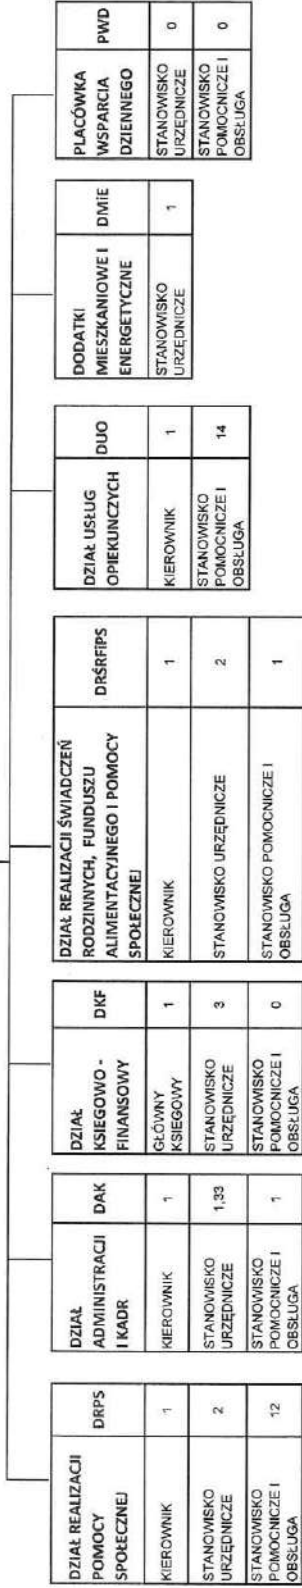 DZIAŁ REALIZACJI
POMOCY
SPOŁECZNEJ
DRPS
KIEROWNIK
1
STANOWISKO
URZĘDNICZE
2
STANOWISKO
POMOCNICZE I
OBSŁUGA
12
DZIAŁ
ADMINISTRACJI
I KADR
DAK
KIEROWNIK
1
STANOWISKO
URZĘDNICZE
1,33
STANOWISKO
POMOCNICZE I
OBSŁUGA
1
DZIAŁ
KSIEGOWO -
FINANSOWY
DKF
GŁÓWNY
KSIEGOWY
1
STANOWISKO
URZĘDNICZE
3
STANOWISKO
POMOCNICZE I
OBSŁUGA
0
DZIAŁ REALIZACJI ŚWIADCZEŃ
RODZINNYCH, FUNDUSZU
ALIMENTACYJNEGO I POMOCY
SPOŁECZNEJ
DRŚRFiPS
KIEROWNIK
1
STANOWISKO URZĘDNICZE
2
STANOWISKO POMOCNICZE I
OBSŁUGA
1
DZIAŁ USŁUG
OPIEKUNCZYCH
DUO
KIEROWNIK
1
STANOWISKO
POMOCNICZE I
OBSŁUGA
14
DODATKI
MIESZKANIOWE I
ENERGETYCZNE
DMiE
STANOWISKO
URZĘDNICZE
1
PLACÓWKA
WSPARCIA
DZIENNEGO
PWD
STANOWISKO
URZĘDNICZE
0
STANOWISKO
POMOCNICZE I
OBSŁUGA
0